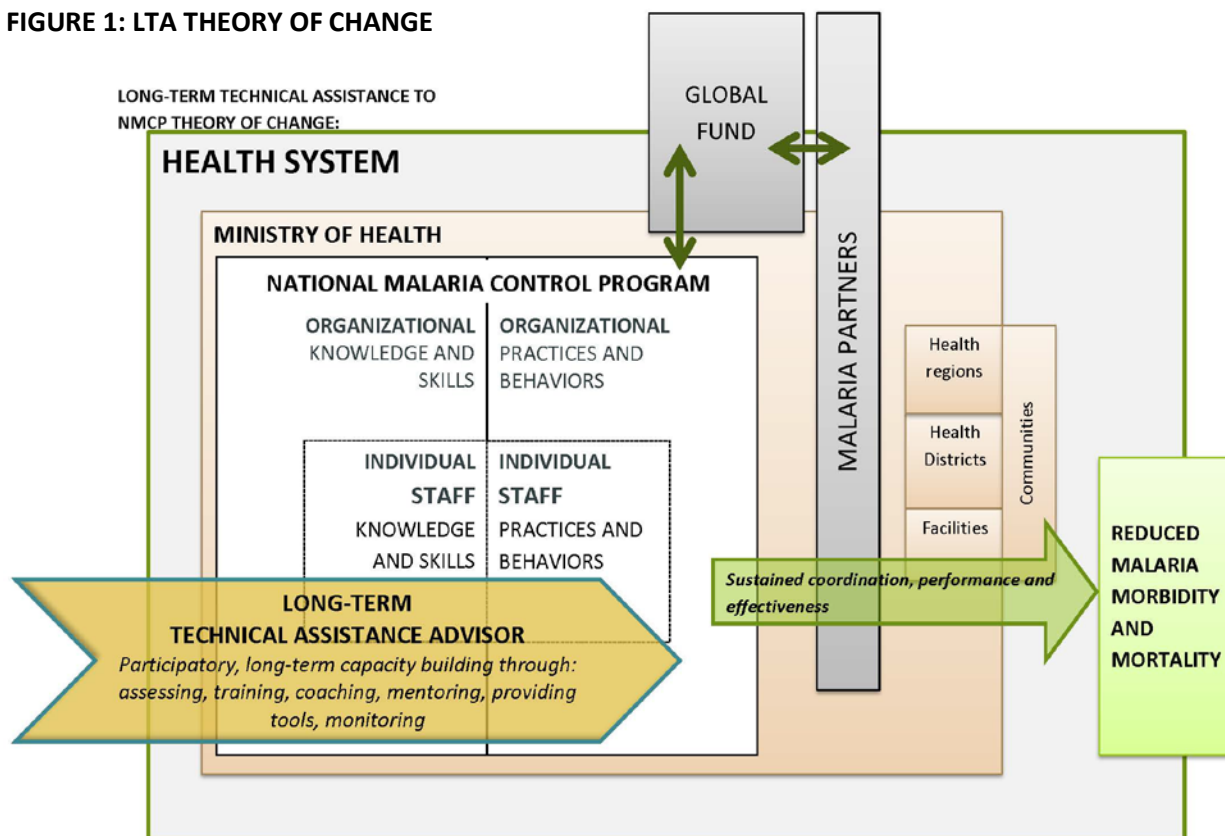 FIGURE 1: LTA THEORY OF CHANGE
LONG-TERM TECHNICAL ASSISTANCE TO
NMCP THEORY OF CHANGE:
HEALTH SYSTEM
GLOBAL
FUND
MALARIA PARTNERS
MINISTRY OF HEALTH
NATIONAL MALARIA CONTROL PROGRAM
ORGANIZATIONAL
KNOWLEDGE AND
SKILLS
ORGANIZATIONAL
PRACTICES AND
BEHAVIORS
INDIVIDUAL
STAFF
KNOWLEDGE
AND SKILLS
INDIVIDUAL
STAFF
PRACTICES AND
BEHAVIORS
Health
regions
Health
Districts
Facilities
Communities
LONG-TERM
TECHNICAL ASSISTANCE ADVISOR
Participatory, long-term capacity building through:
assessing, training, coaching, mentoring, providing
tools, monitoring
Sustained coordination, performance and
effectiveness
REDUCED
MALARIA
MORBIDITY
AND
MORTALITY